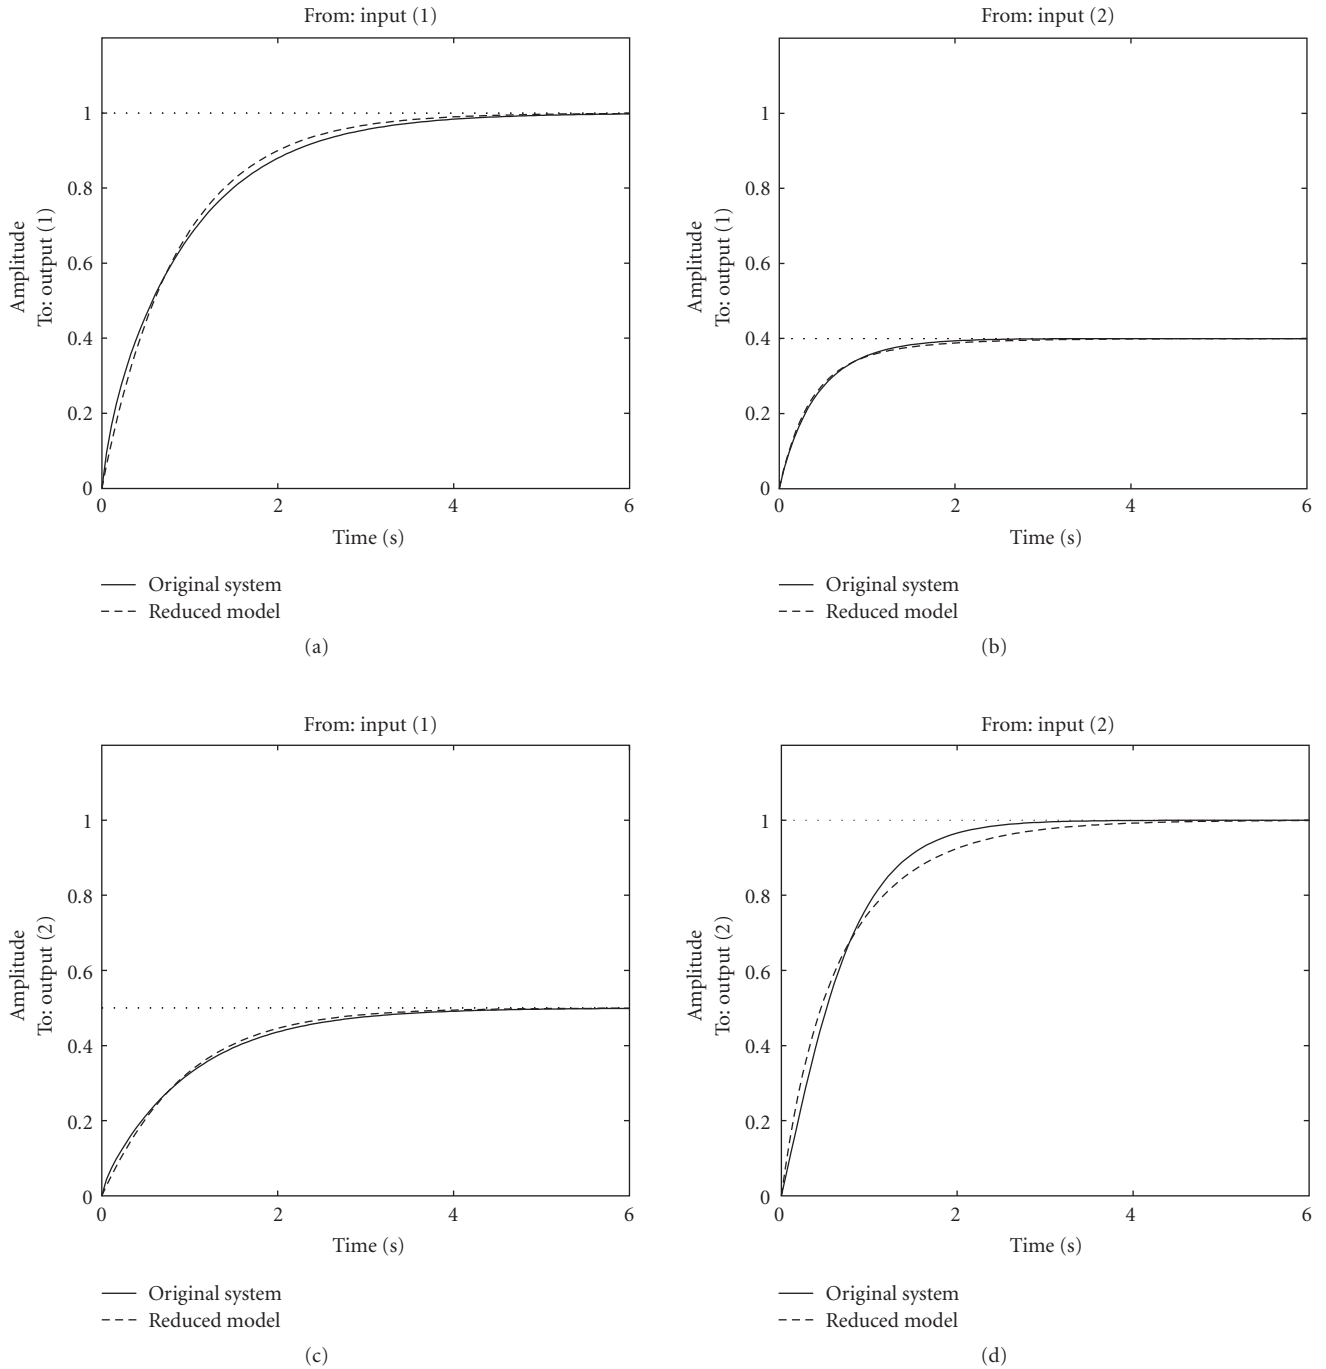 From: input (1)
Amplitude
To: output (1)
1
0.8
0.6
0.4
0.2
0
0 2 4 6
Time (s)
Original system
Reduced model
(a)
From: input (2)
Amplitude
To: output (1)
1
0.8
0.6
0.4
0.2
0
0 2 4 6
Time (s)
Original system
Reduced model
(b)
From: input (1)
Amplitude
To: output (2)
1
0.8
0.6
0.4
0.2
0
0 2 4 6
Time (s)
Original system
Reduced model
(c)
From: input (2)
Amplitude
To: output (2)
1
0.8
0.6
0.4
0.2
0
0 2 4 6
Time (s)
Original system
Reduced model
(d)